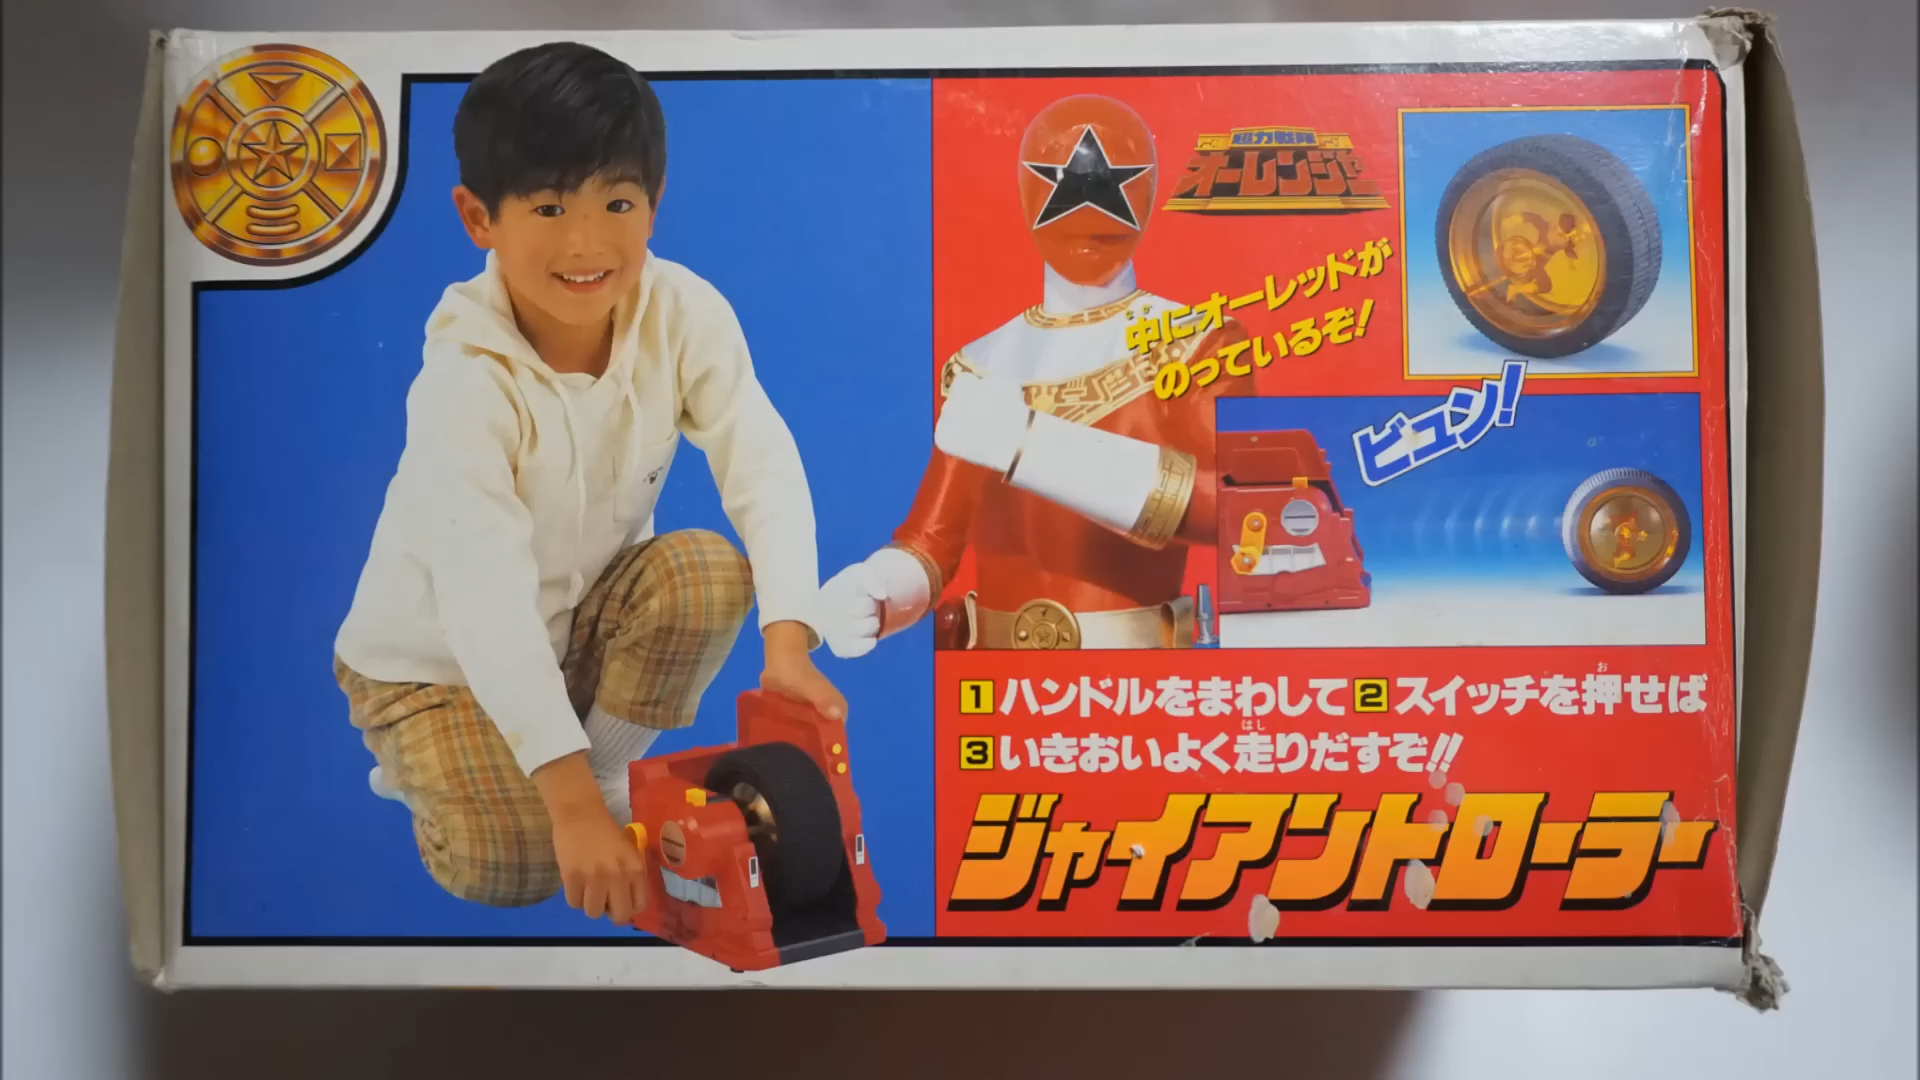 超力戦隊
オーレンジャー
中にオーレッドが
のっているぞ!
ビュン!
1 ハンドルをまわして 2 スイッチを押せば
3 いきおいよく走りだすぞ!!
ジャイアントローラー